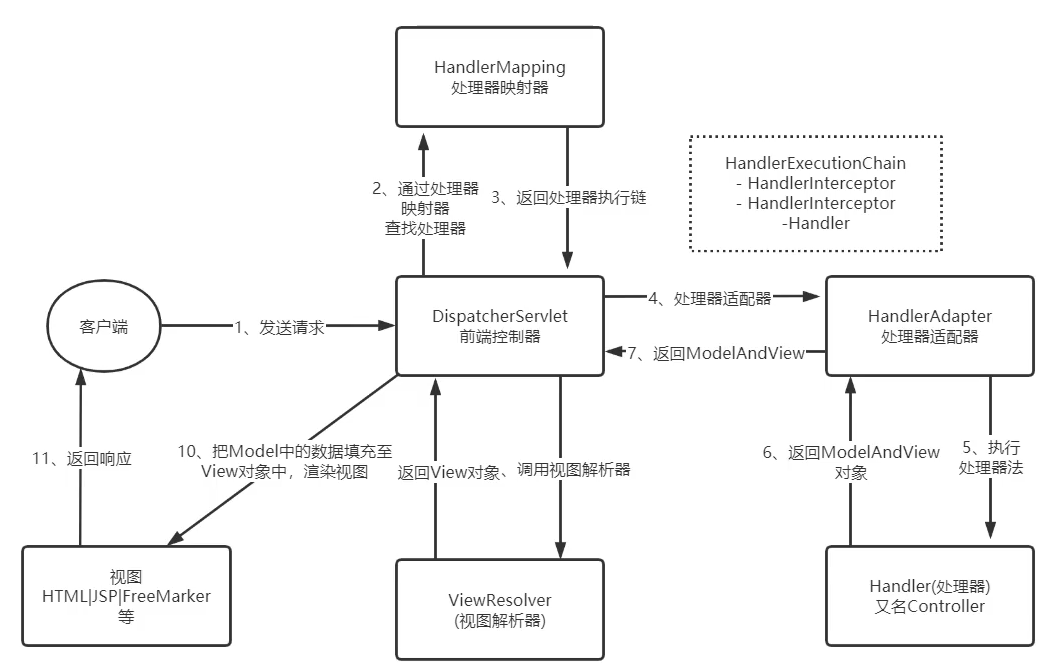 HandlerMapping
处理器映射器
HandlerExecutionChain
- HandlerInterceptor
- HandlerInterceptor
-Handler
2、通过处理器
映射器
查找处理器
3、返回处理器执行链
客户端
1、发送请求
DispatcherServlet
前端控制器
4、处理器适配器
7、返回ModelAndView
HandlerAdapter
处理器适配器
11、返回响应
10、把Model中的数据填充至
View对象中，渲染视图
返回View对象、
调用视图解析器
6、返回ModelAndView
对象
5、执行
处理器法
视图
HTML|JSP|FreeMarker
等
ViewResolver
(视图解析器)
Handler(处理器)
又名Controller